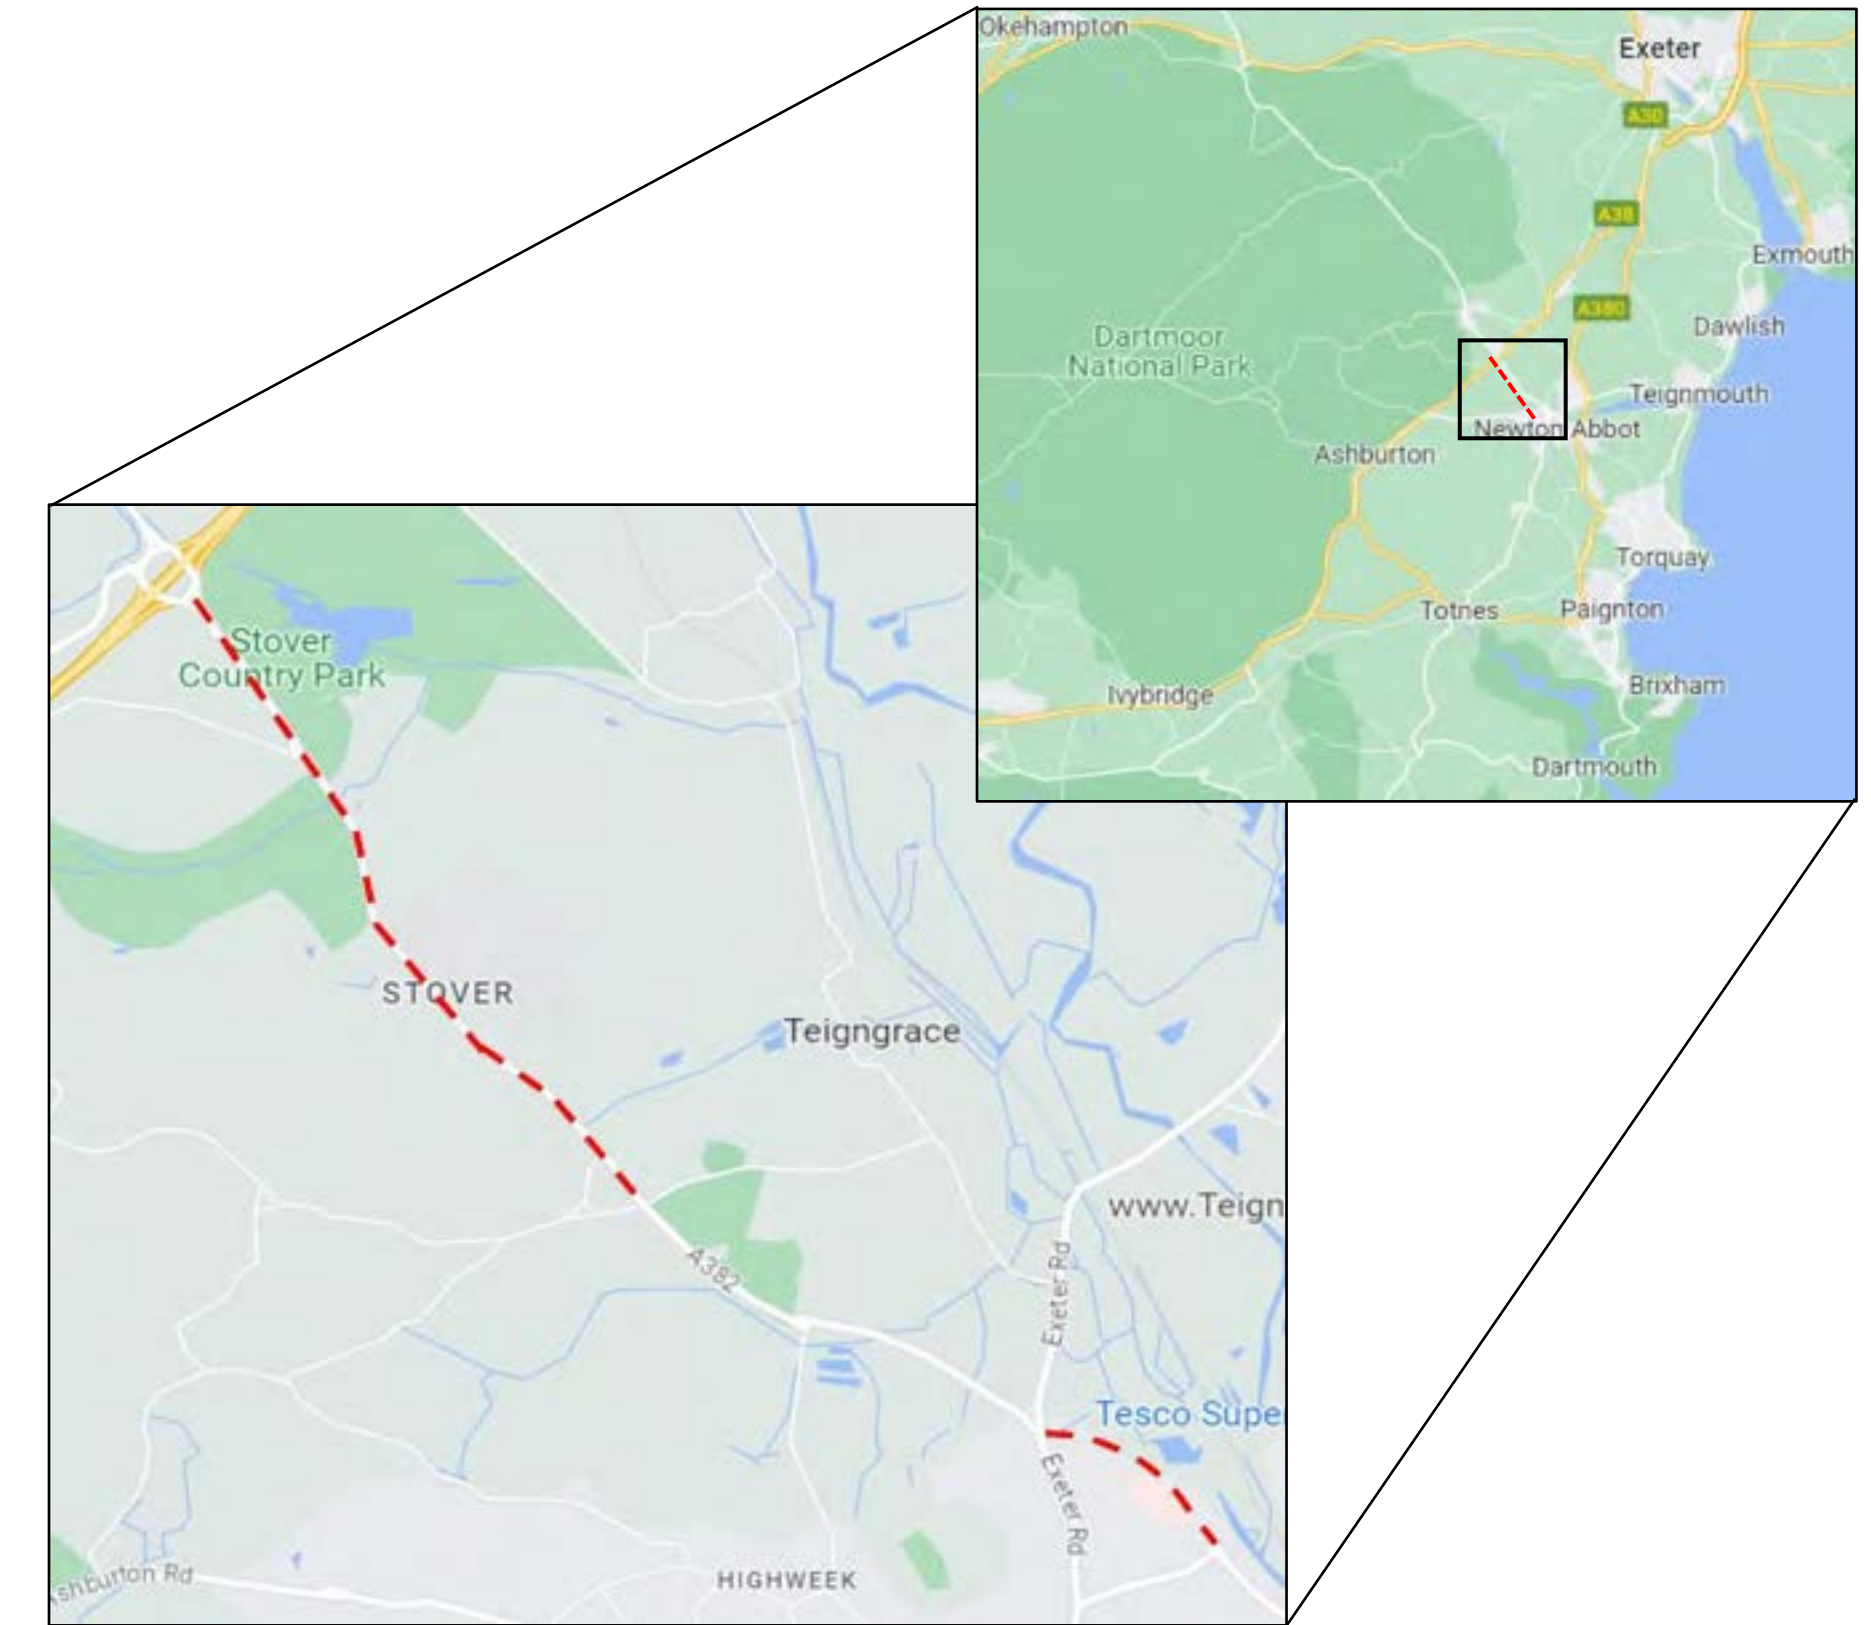 Okehampton
Exeter
A30
A38
Exmouth
A380
Dawlish
Dartmoor
National Park
Teignmouth
Newton Abbot
Ashburton
Torquay
Totnes
Paignton
Ivybridge
Brixham
Dartmouth
Stover
Country Park
STOVER
Teigngrace
www.Teign
A382
Exeter Rd
Tesco Supe
Exeter Rd
shburton Rd
HIGHWEEK